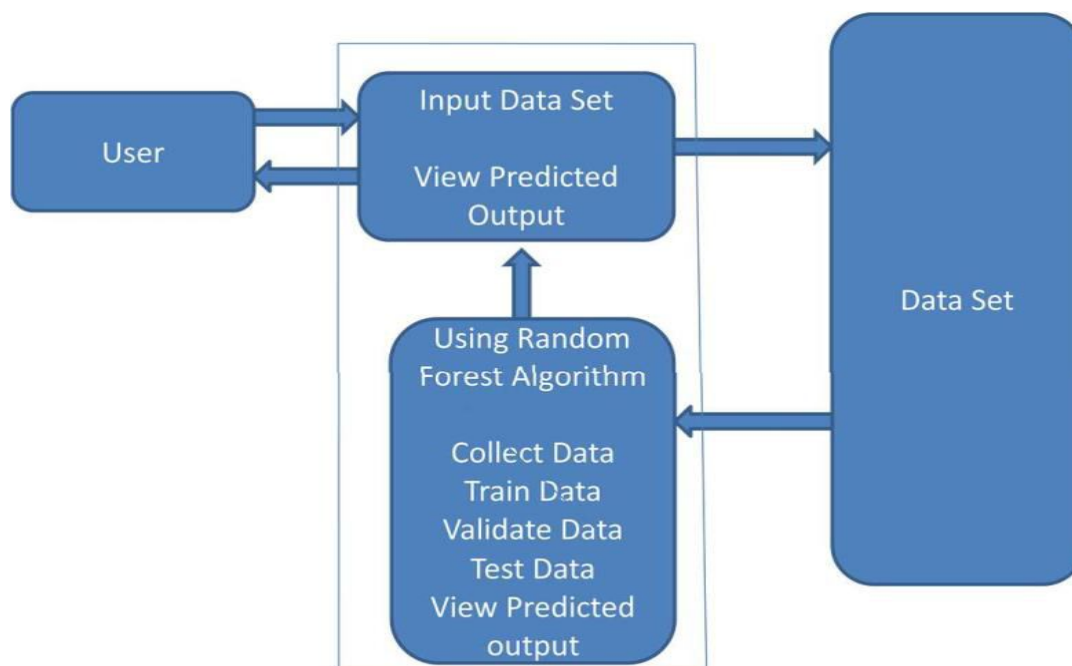 User
Input Data Set
View Predicted
Output
Data Set
Using Random
Forest Algorithm
Collect Data
Train Data
Validate Data
Test Data
View Predicted
output